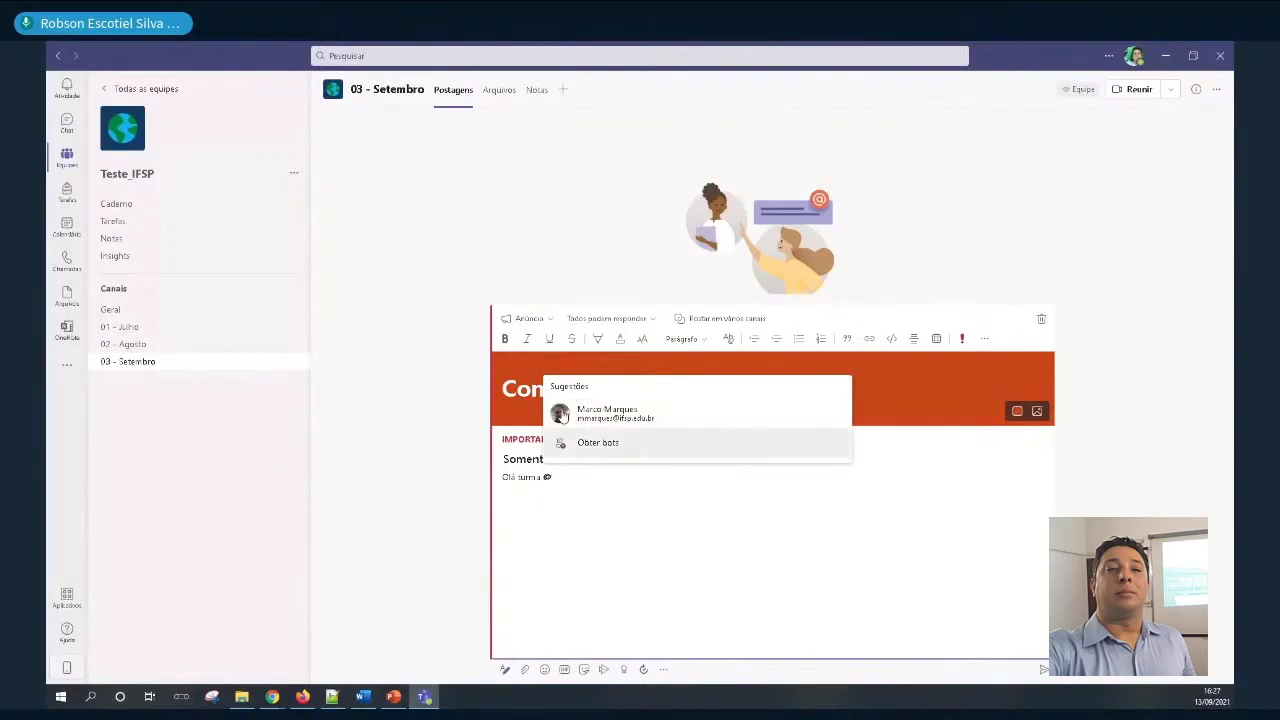 Robson Escotiel Silva ...
Pesquisar
Atividade
Chat
Equipes
Tarefas
Calendário
Chamadas
Arquivos
OneNote
Aplicativos
Ajuda
Todas as equipes
Teste_IFSP
Caderno
Tarefas
Notas
Insights
Canais
Geral
01 - Julho
02 - Agosto
03 - Setembro
03 - Setembro Postagens Arquivos Notas
Equipe Reunir
Anúncio Todos podem responder Postar em vários canais
B I U S Parágrafo
Con
Sugestões
Marco Marques
mmarques@ifsp.edu.br
Obter bots
IMPORTA
Soment
Olá turma @
16:27
13/09/2021